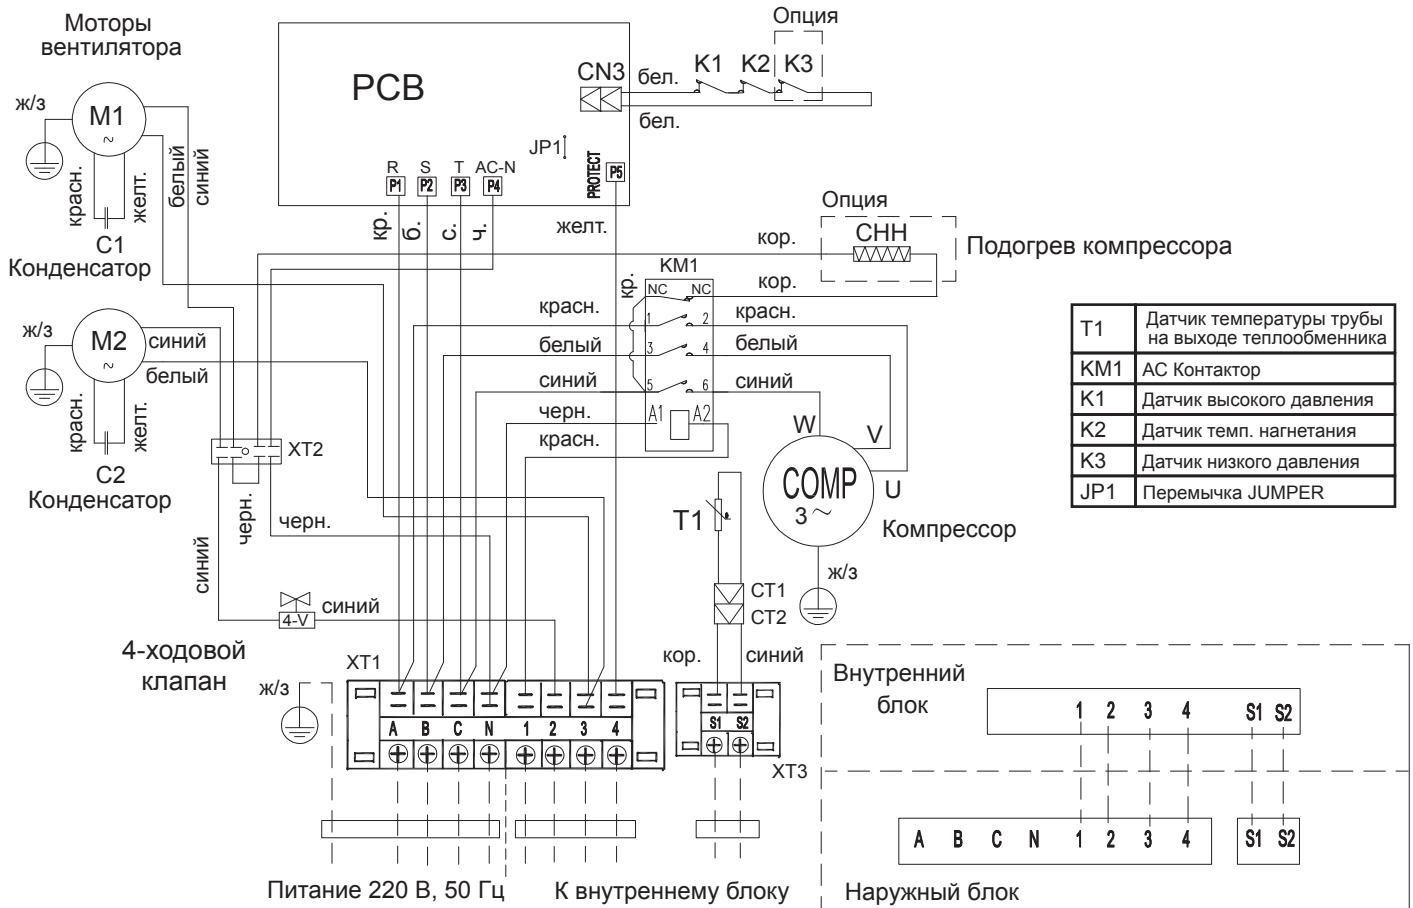 Моторы
вентилятора
ж/з
M1
~
красн.
желт.
белый
синий
C1
Конденсатор
ж/з
M2
~
синий
белый
красн.
желт.
C2
Конденсатор
XT2
синий
черн.
черн.
4-V
синий
4-ходовой
клапан
PCB
CN3
JP1
R S T AC-N
P1 P2 P3 P4
PROTECT
P5
кр.
б.
с.
ч.
желт.
бел.
бел.
K1 K2 K3
Опция
Опция
CHH
Подогрев компрессора
кор.
кор.
KM1
кр.
NC NC
1 2
3 4
5 6
A1 A2
красн.
белый
синий
черн.
красн.
красн.
белый
синий
W
V
U
COMP
3 ~
Компрессор
ж/з
T1
CT1
CT2
кор.
синий
ж/з
XT1
A B C N 1 2 3 4
S1 S2
XT3
Питание 220 В, 50 Гц
К внутреннему блоку
T1 Датчик температуры трубы
на выходе теплообменника
KM1 АС Контактор
K1 Датчик высокого давления
K2 Датчик темп. нагнетания
K3 Датчик низкого давления
JP1 Перемычка JUMPER
Внутренний
блок
1 2 3 4 S1 S2
A B C N 1 2 3 4 S1 S2
Наружный блок